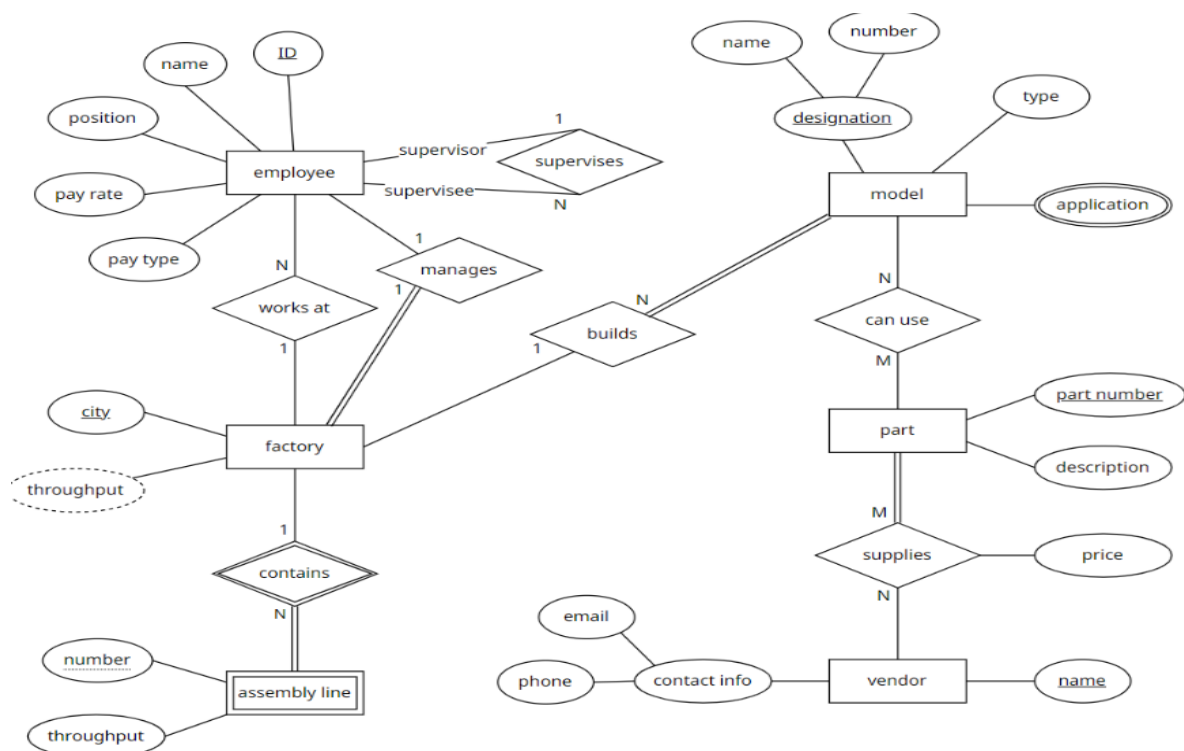 number
name
ID
name
type
position
designation
1
supervisor
supervises
employee
supervisee
model
pay rate
application
N
1
pay type
manages
N
N
1
works at
N
can use
builds
1
1
M
city
part number
factory
part
throughput
description
M
1
supplies
price
contains
N
N
email
number
assembly line
phone
contact info
vendor
name
throughput